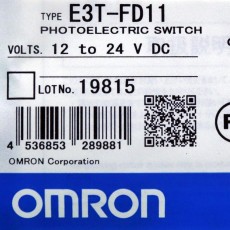 TYPE E3T-FD11
PHOTOELECTRIC SWITCH
VOLTS. 12 to 24 V DC
LOT No. 19815
4 536853 289881
OMRON Corporation
OMRON